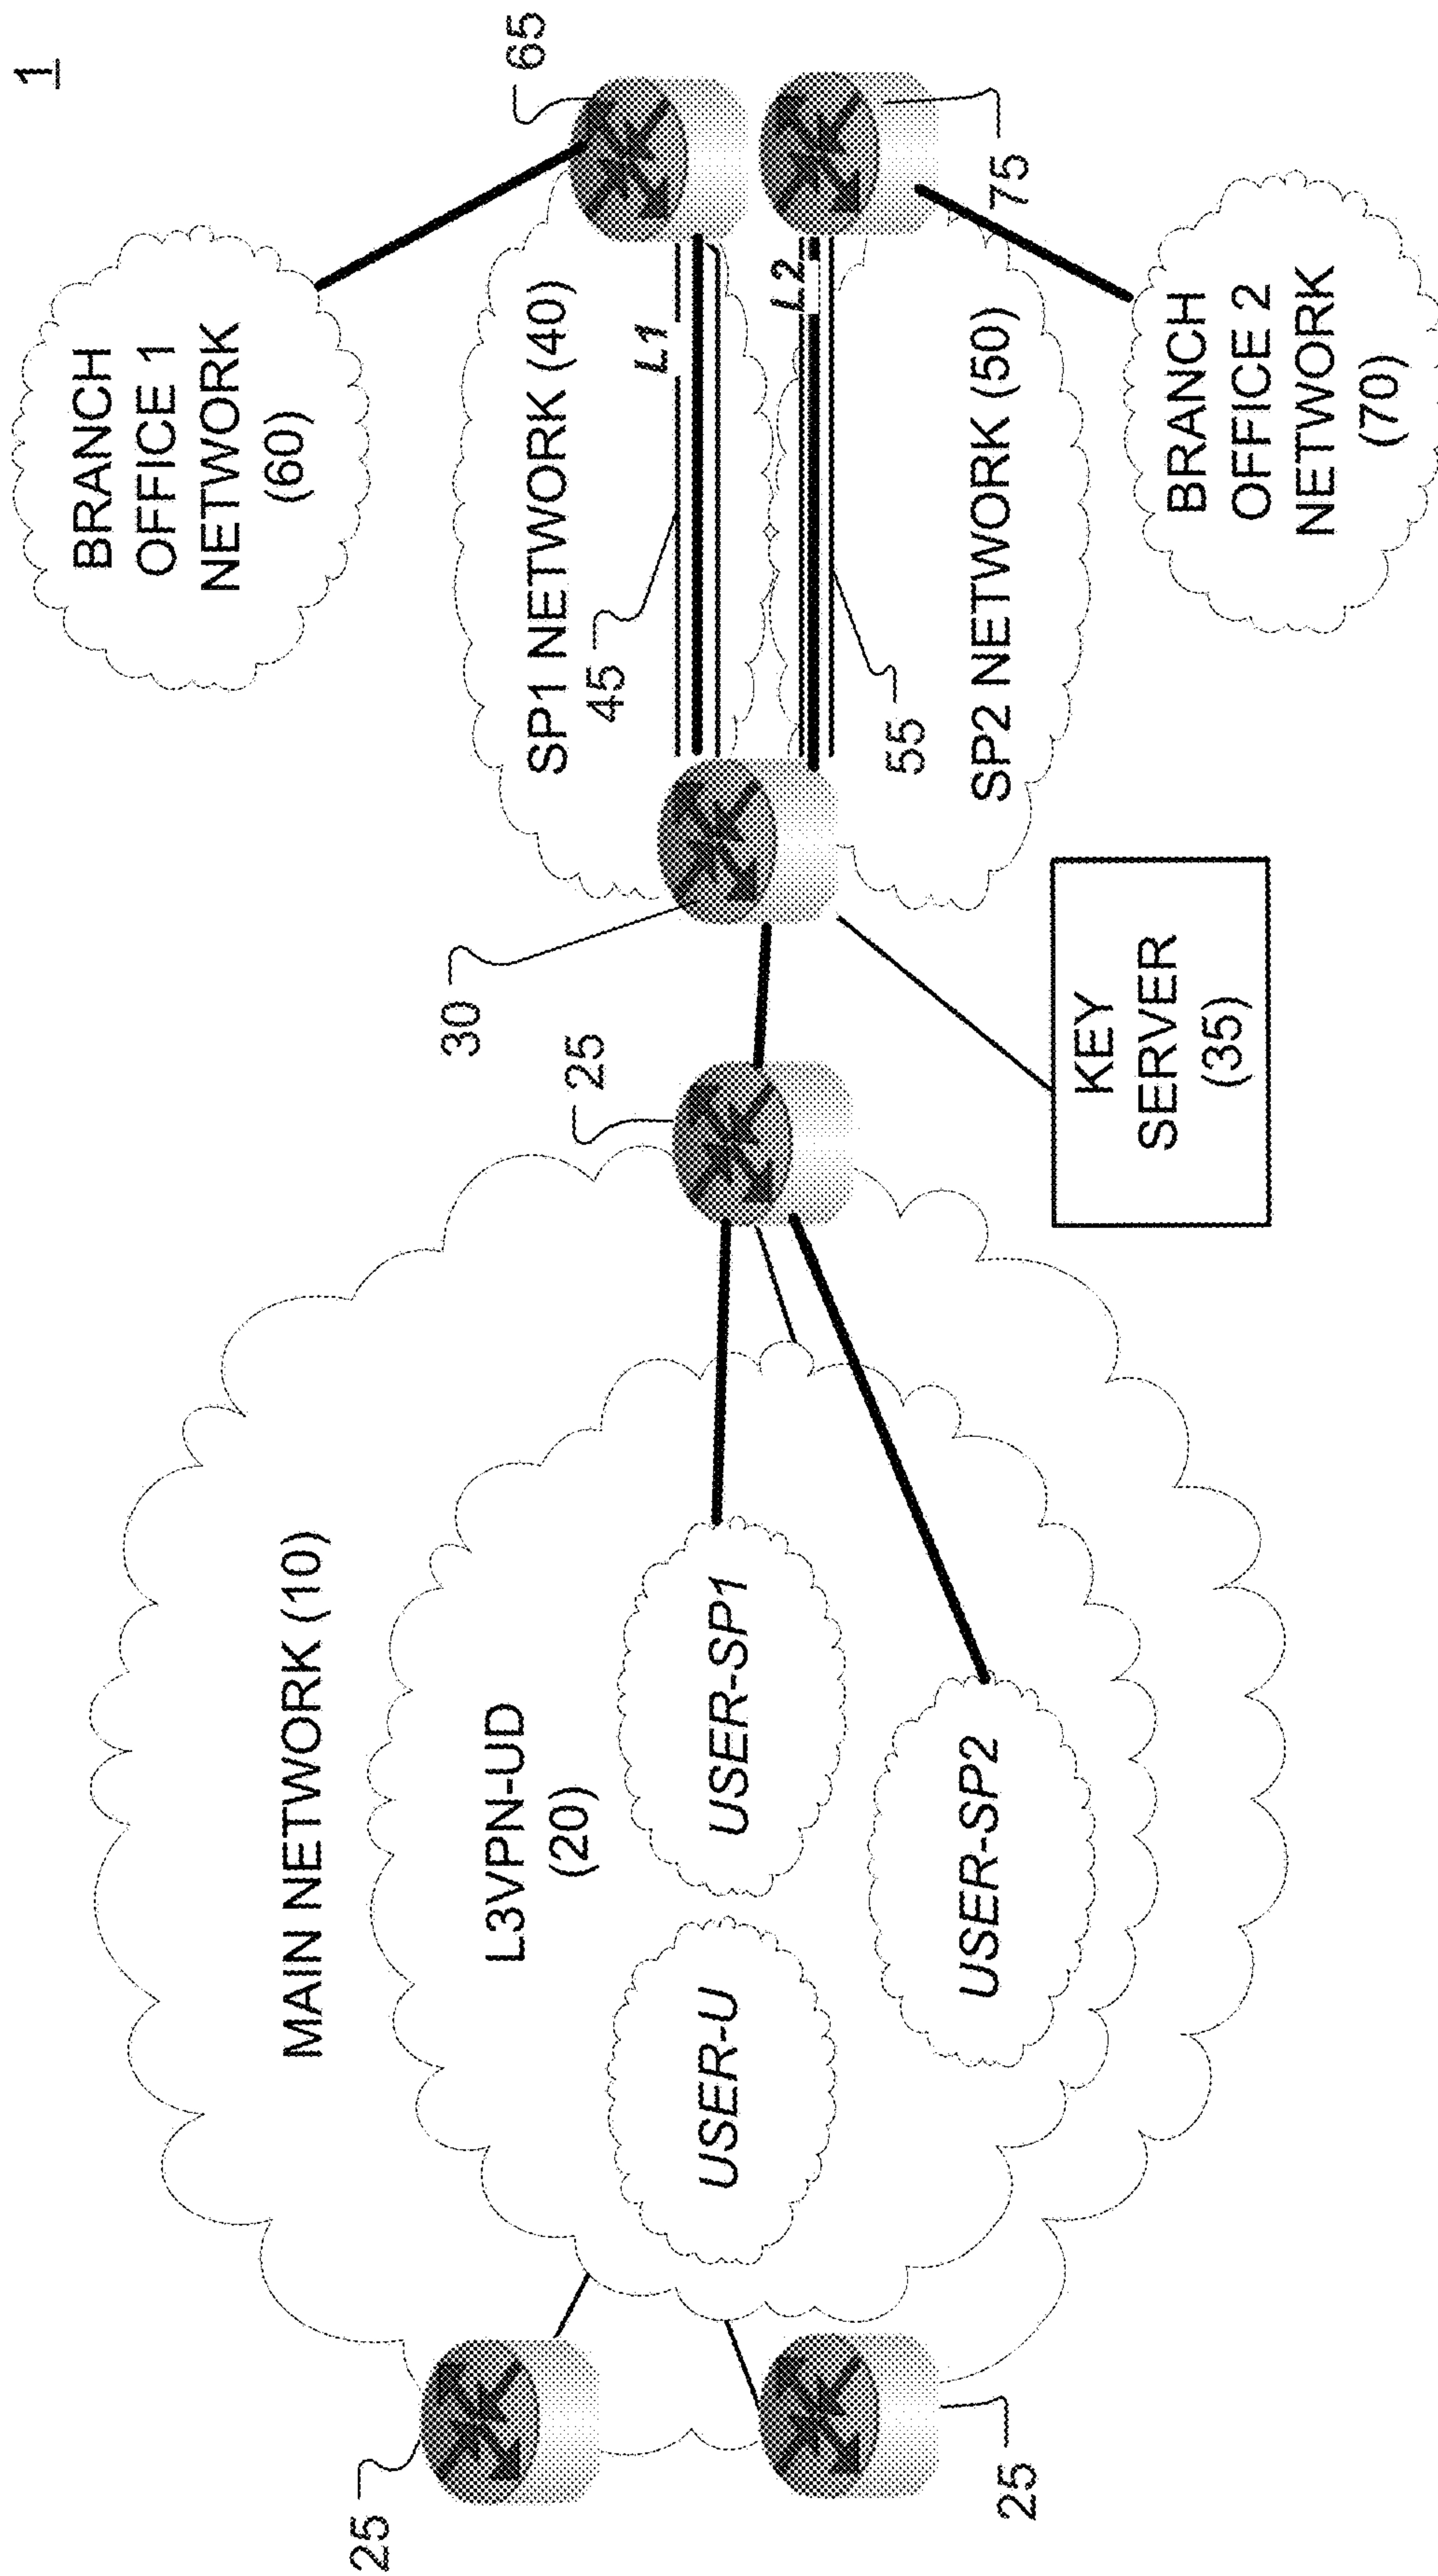 1
BRANCH
OFFICE 1
NETWORK
(60)
65
SP1 NETWORK (40)
45
L1
L2
55
SP2 NETWORK (50)
75
BRANCH
OFFICE 2
NETWORK
(70)
30
25
KEY
SERVER
(35)
MAIN NETWORK (10)
L3VPN-UD
(20)
USER-SP1
USER-U
USER-SP2
25
25